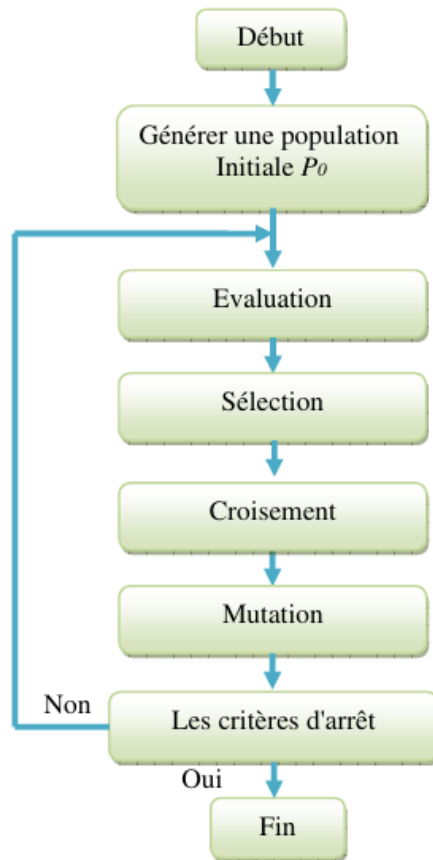 Début
Générer une population
Initiale P0
Evaluation
Sélection
Croisement
Mutation
Non
Les critères d'arrêt
Oui
Fin